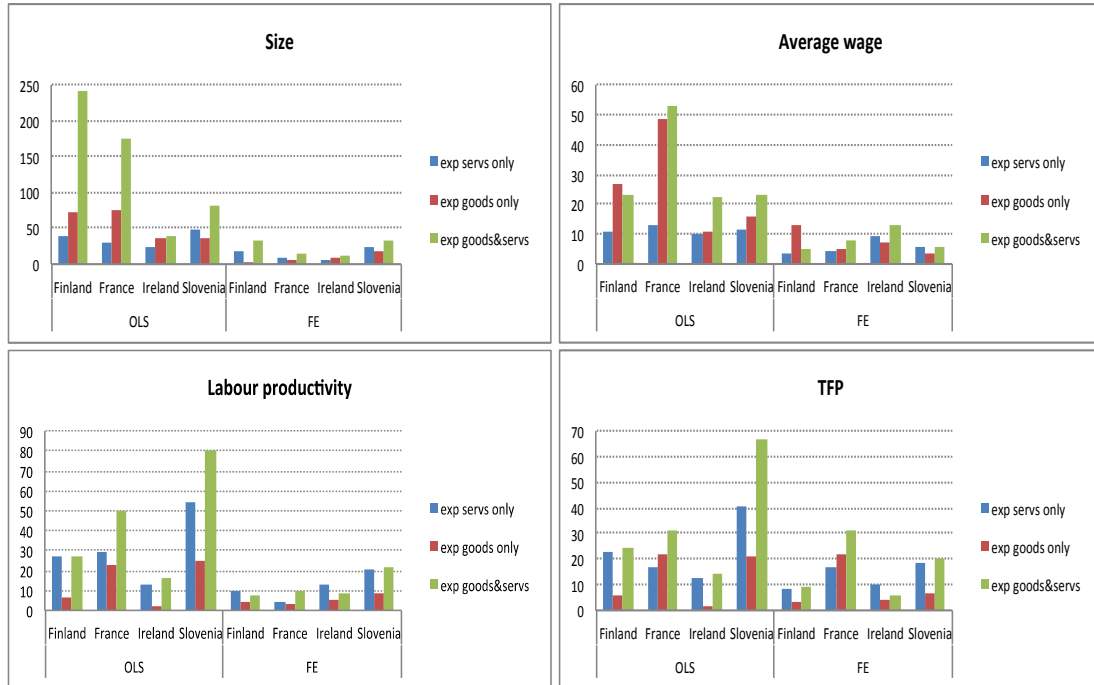 Size
250
200
150
100
50
0
Finland France Ireland Slovenia Finland France Ireland Slovenia
OLS FE
exp servs only
exp goods only
exp goods&servs
Average wage
60
50
40
30
20
10
0
Finland France Ireland Slovenia Finland France Ireland Slovenia
OLS FE
exp servs only
exp goods only
exp goods&servs
Labour productivity
90
80
70
60
50
40
30
20
10
0
Finland France Ireland Slovenia Finland France Ireland Slovenia
OLS FE
exp servs only
exp goods only
exp goods&servs
TFP
70
60
50
40
30
20
10
0
Finland France Ireland Slovenia Finland France Ireland Slovenia
OLS FE
exp servs only
exp goods only
exp goods&servs